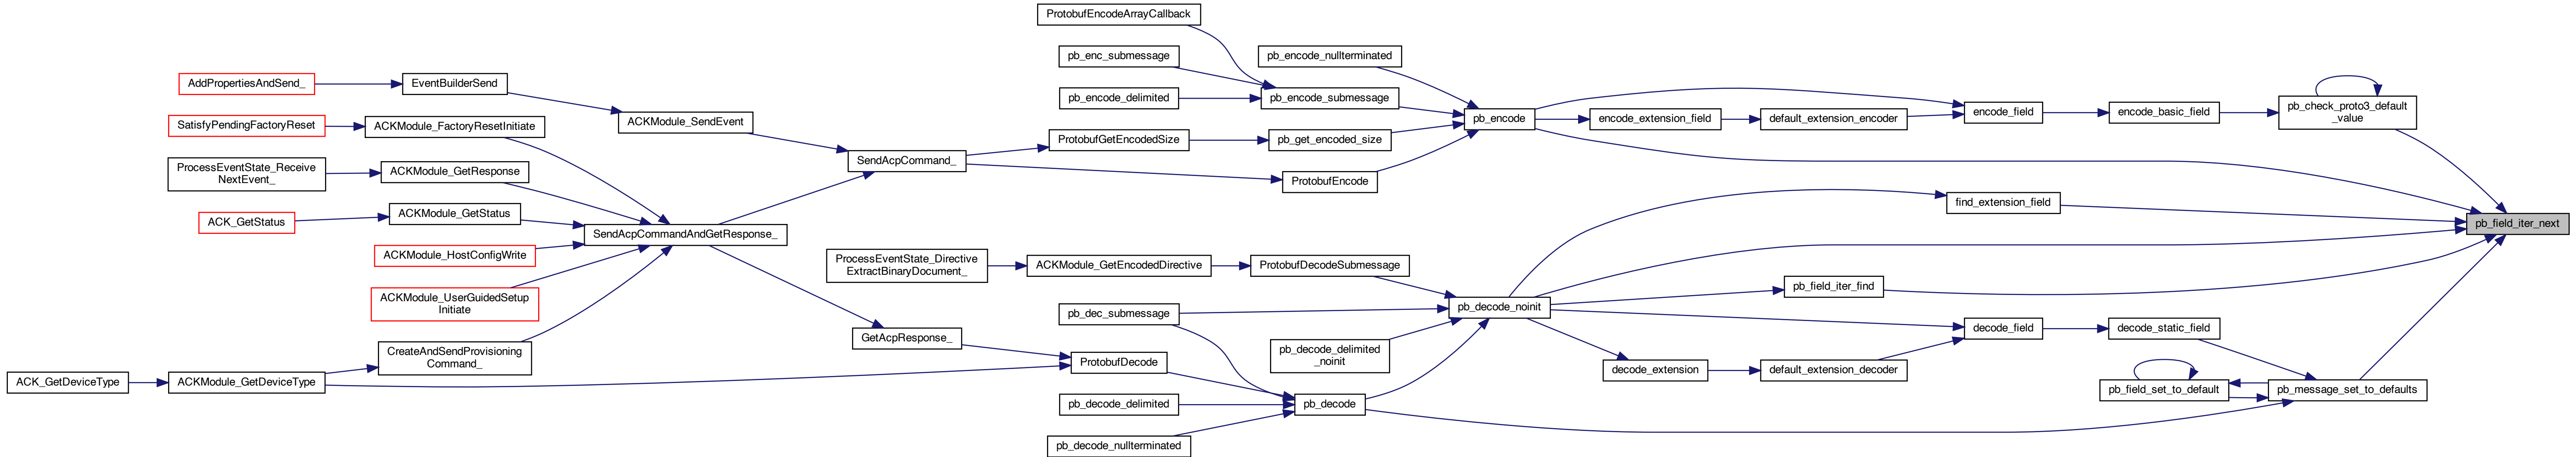 ProtobufEncodeArrayCallback
pb_enc_submessage
pb_encode_nullterminated
AddPropertiesAndSend_
EventBuilderSend
pb_encode_delimited
pb_encode_submessage
pb_check_proto3_default
_value
SatisfyPendingFactoryReset
ACKModule_FactoryResetInitiate
ACKModule_SendEvent
pb_encode
encode_extension_field
default_extension_encoder
encode_field
encode_basic_field
ProtobufGetEncodedSize
pb_get_encoded_size
ProcessEventState_Receive
NextEvent_
ACKModule_GetResponse
SendAcpCommand_
ProtobufEncode
find_extension_field
ACK_GetStatus
ACKModule_GetStatus
pb_field_iter_next
SendAcpCommandAndGetResponse_
ACKModule_HostConfigWrite
ProcessEventState_Directive
ExtractBinaryDocument_
ACKModule_GetEncodedDirective
ProtobufDecodeSubmessage
pb_field_iter_find
ACKModule_UserGuidedSetup
Initiate
pb_dec_submessage
pb_decode_noinit
decode_field
decode_static_field
GetAcpResponse_
pb_decode_delimited
_noinit
CreateAndSendProvisioning
Command_
ProtobufDecode
decode_extension
default_extension_decoder
ACK_GetDeviceType
ACKModule_GetDeviceType
pb_field_set_to_default
pb_message_set_to_defaults
pb_decode_delimited
pb_decode
pb_decode_nullterminated